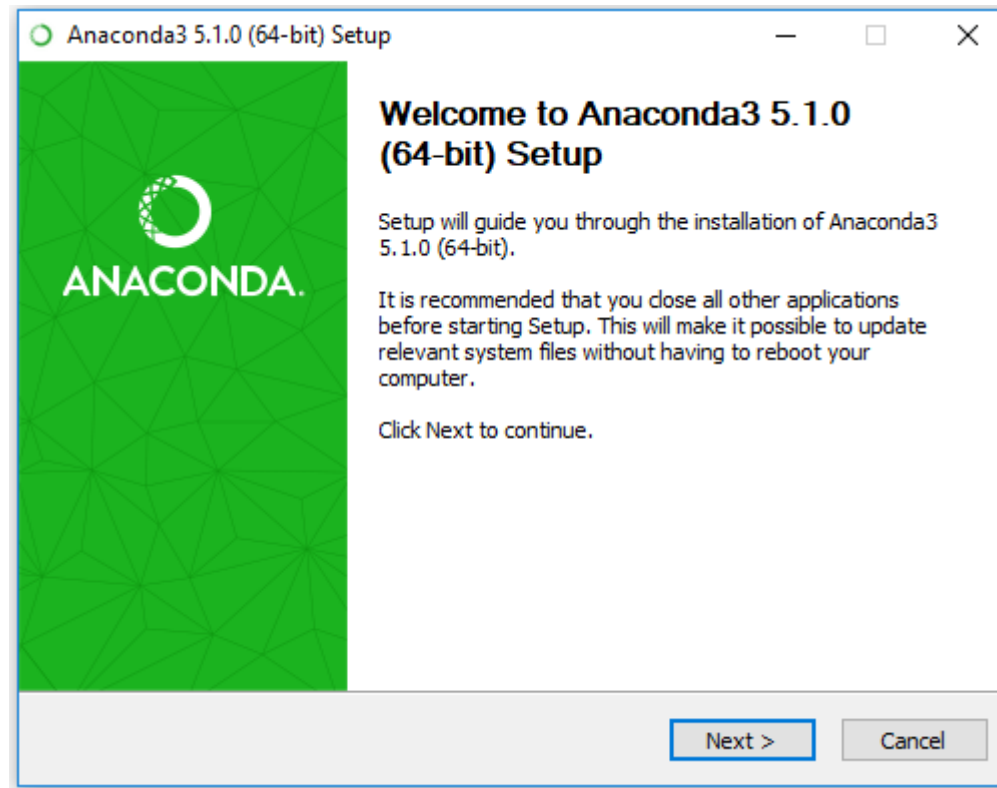 Anaconda3 5.1.0 (64-bit) Setup
Welcome to Anaconda3 5.1.0
(64-bit) Setup
ANACONDA.
Setup will guide you through the installation of Anaconda3
5.1.0 (64-bit).
It is recommended that you close all other applications
before starting Setup. This will make it possible to update
relevant system files without having to reboot your
computer.
Click Next to continue.
Next >
Cancel